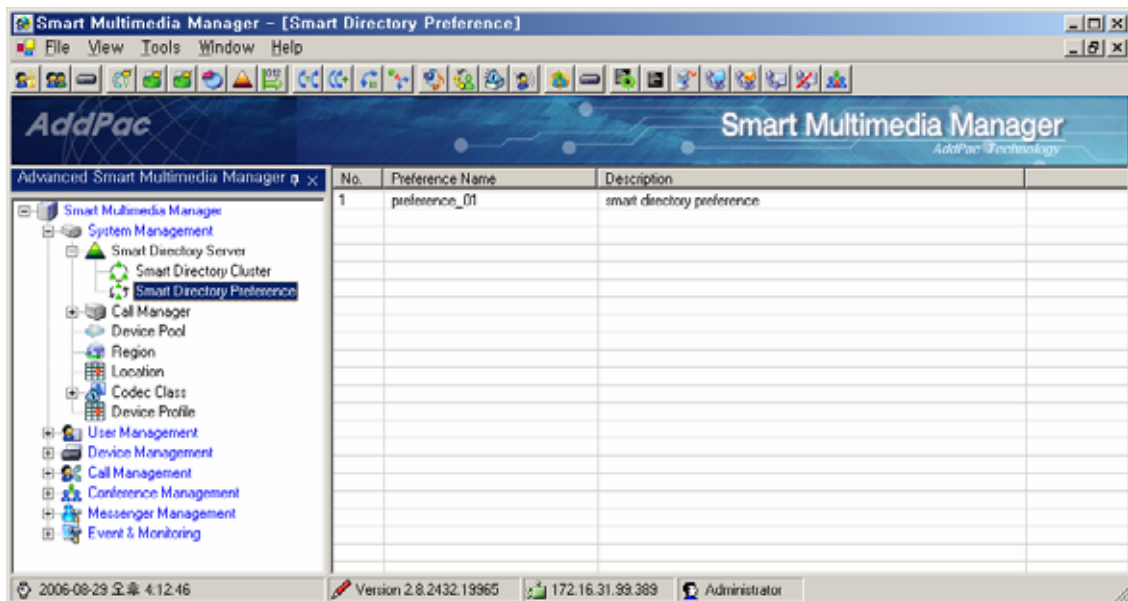 Smart Multimedia Manager - [Smart Directory Preference]
File View Tools Window Help
AddPac
Smart Multimedia Manager
AddPac Technology
Advanced Smart Multimedia Manager
No. Preference Name Description
1 preference_01 smart directory preference
Smart Multimedia Manager
System Management
Smart Directory Server
Smart Directory Cluster
Smart Directory Preference
Call Manager
Device Pool
Region
Location
Codec Class
Device Profile
User Management
Device Management
Call Management
Conference Management
Messenger Management
Event & Monitoring
2006-08-29 오후 4:12:46 Version 2.8.2432.19965 172.16.31.99.389 Administrator